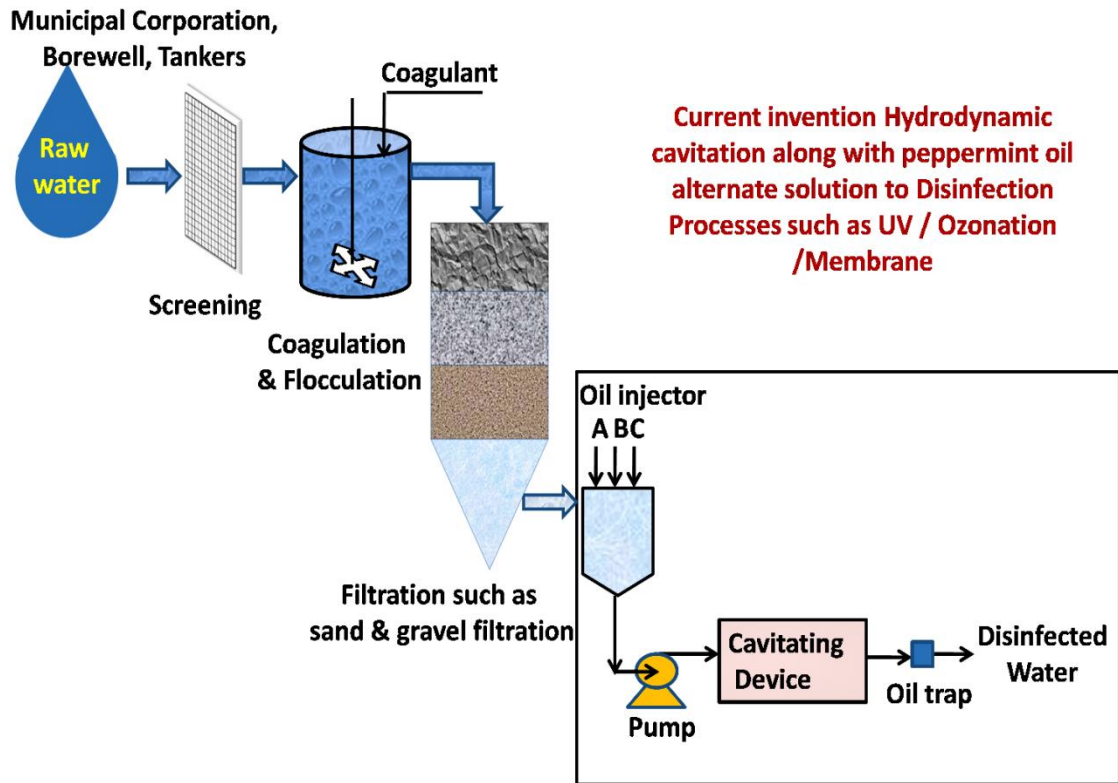 Municipal Corporation,
Borewell, Tankers
Raw
water
Screening
Coagulant
Coagulation
& Flocculation
Current invention Hydrodynamic
cavitation along with peppermint oil
alternate solution to Disinfection
Processes such as UV / Ozonation
/Membrane
Filtration such as
sand & gravel filtration
Oil injector
A BC
Pump
Cavitating
Device
Oil trap
Disinfected
Water